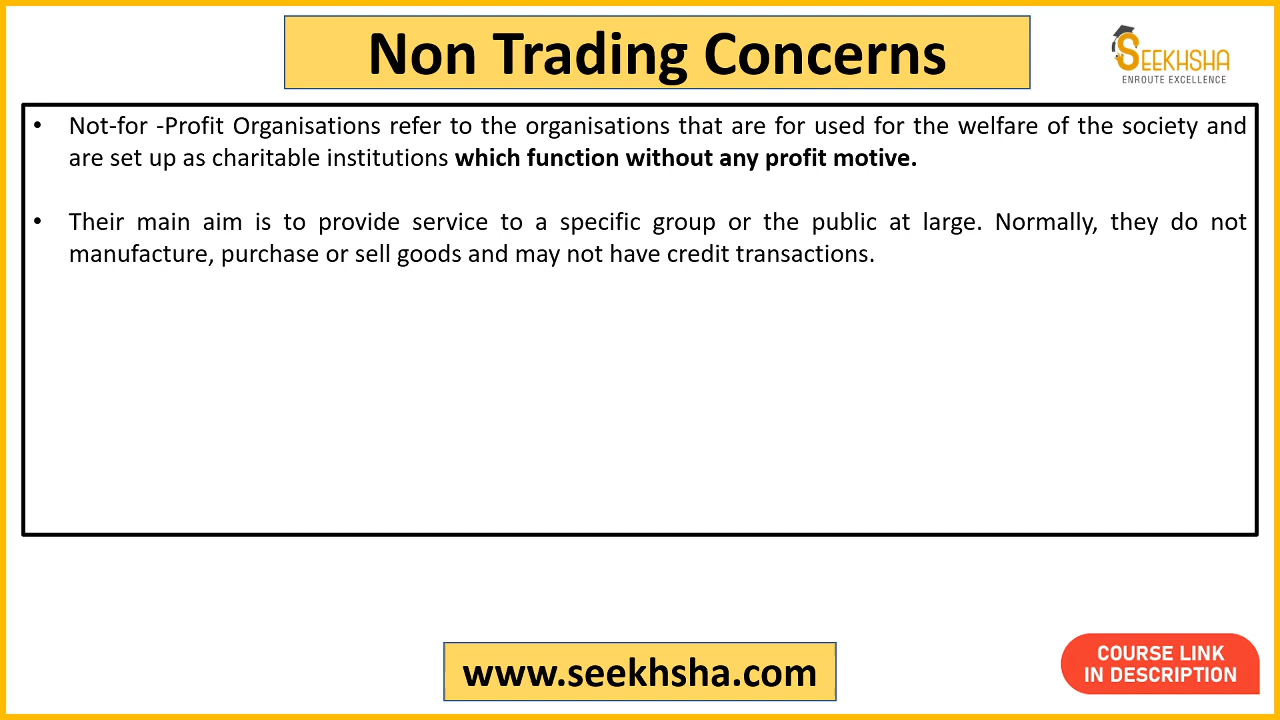 Non Trading Concerns
SEEKHSHA
ENROUTE EXCELLENCE
• Not-for -Profit Organisations refer to the organisations that are for used for the welfare of the society and
are set up as charitable institutions which function without any profit motive.
• Their main aim is to provide service to a specific group or the public at large. Normally, they do not
manufacture, purchase or sell goods and may not have credit transactions.
www.seekhsha.com
COURSE LINK
IN DESCRIPTION